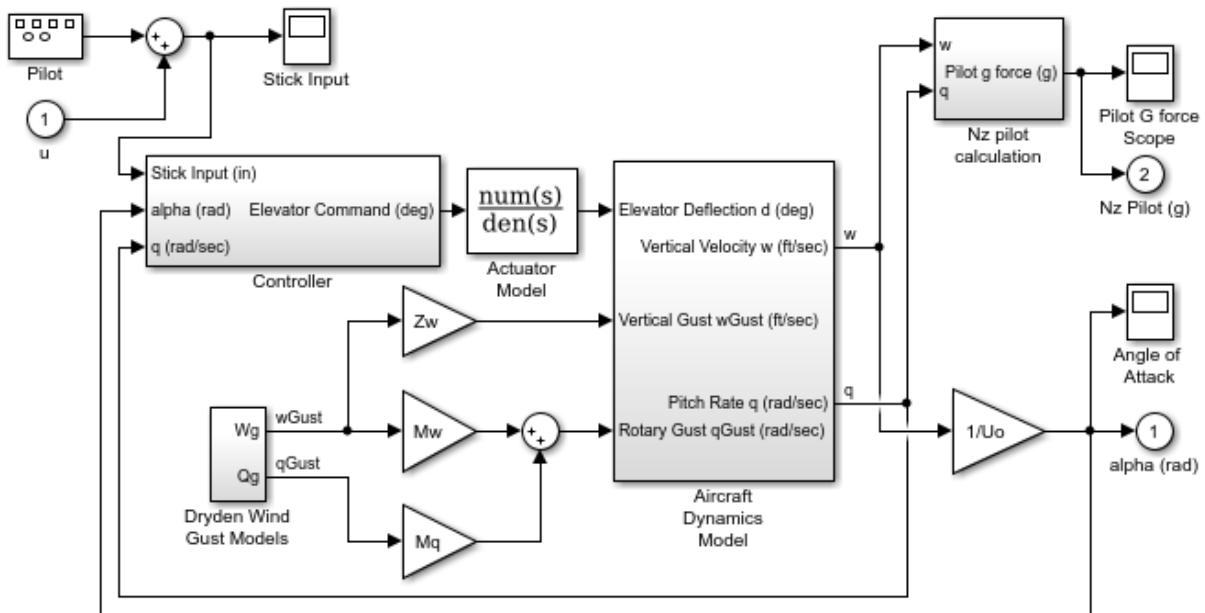 Pilot
+
+
Stick Input
1
u
w
Pilot g force (g)
q
Nz pilot
calculation
Pilot G force
Scope
2
Nz Pilot (g)
Stick Input (in)
alpha (rad)
Elevator Command (deg)
q (rad/sec)
Controller
num(s)
den(s)
Actuator
Model
Elevator Deflection d (deg)
Vertical Velocity w (ft/sec)
Vertical Gust wGust (ft/sec)
Pitch Rate q (rad/sec)
Rotary Gust qGust (rad/sec)
Aircraft
Dynamics
Model
w
q
Zw
Mw
Mq
+
+
Wg
Qg
wGust
qGust
Dryden Wind
Gust Models
1/Uo
Angle of
Attack
1
alpha (rad)